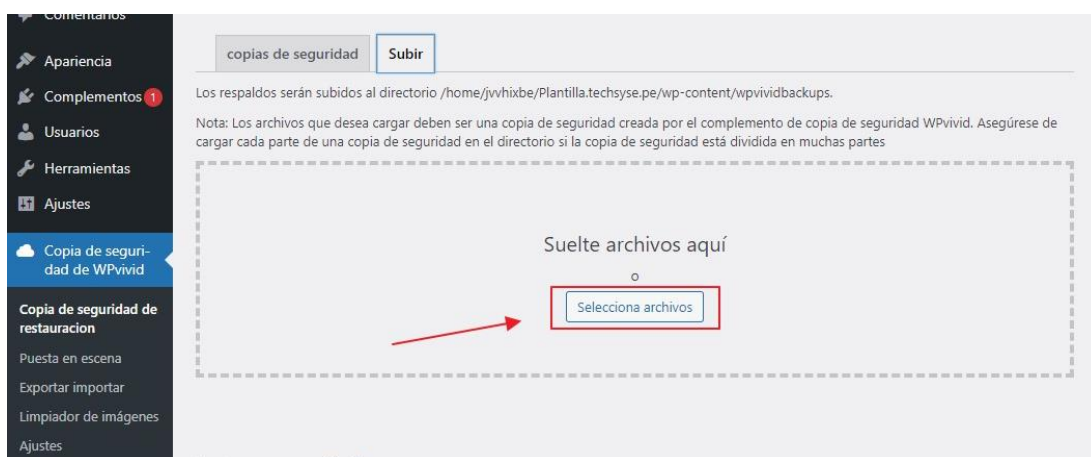 Comentarios
Apariencia
Complementos 1
Usuarios
Herramientas
Ajustes
Copia de seguri-
dad de WPvivid
Copia de seguridad de
restauracion
Puesta en escena
Exportar importar
Limpiador de imágenes
Ajustes
copias de seguridad
Subir
Los respaldos serán subidos al directorio /home/jvvhixbe/Plantilla.techsyse.pe/wp-content/wpvividbackups.
Nota: Los archivos que desea cargar deben ser una copia de seguridad creada por el complemento de copia de seguridad WPvivid. Asegúrese de
cargar cada parte de una copia de seguridad en el directorio si la copia de seguridad está dividida en muchas partes
Suelte archivos aquí
o
Selecciona archivos